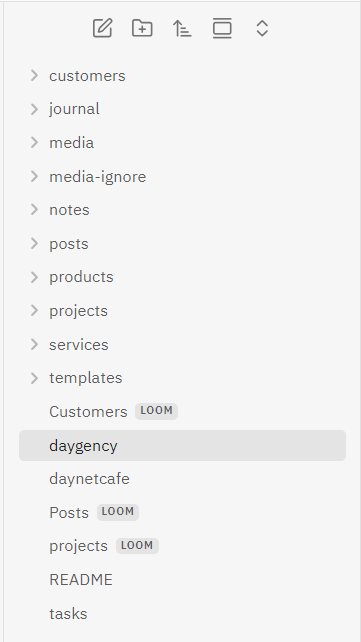 customers
journal
media
media-ignore
notes
posts
products
projects
services
templates
Customers LOOM
daygency
daynetcafe
Posts LOOM
projects LOOM
README
tasks